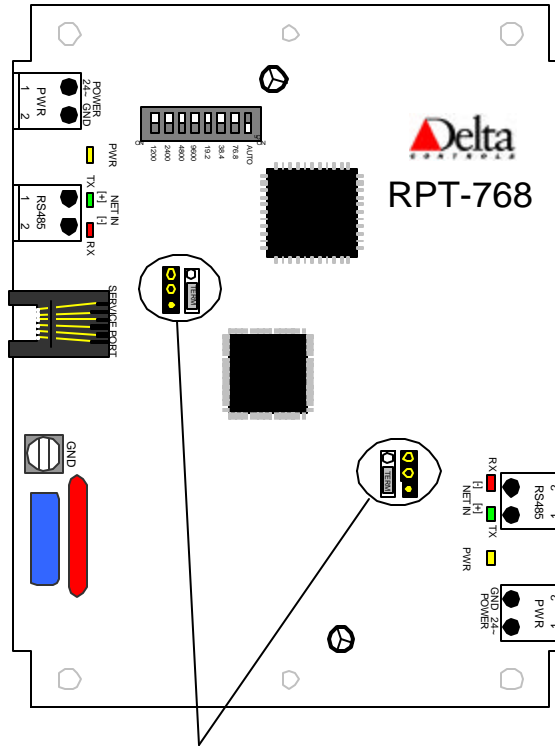 POWER
24~ GND
PWR
1
2
PWR
TX
NET IN
[+]
[-]
RX
RS485
1
2
SERVICE PORT
GND
1200
2400
4800
9600
19.2
38.4
76.8
AUTO
Delta
CONTROLS
RPT-768
TERM
TERM
RX
[-]
NET IN
[+]
TX
RS485
PWR
GND 24~
POWER
PWR